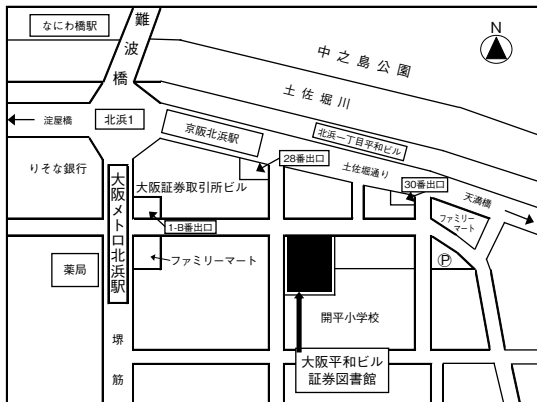 なにわ橋駅
難波橋
N
中之島公園
土佐堀川
淀屋橋
北浜1
京阪北浜駅
北浜一丁目平和ビル
28番出口
土佐堀通り
りそな銀行
大阪証券取引所ビル
30番出口
天満橋
大阪メトロ北浜駅
1-B番出口
ファミリー
マート
薬局
ファミリーマート
P
開平小学校
堺筋
大阪平和ビル
証券図書館